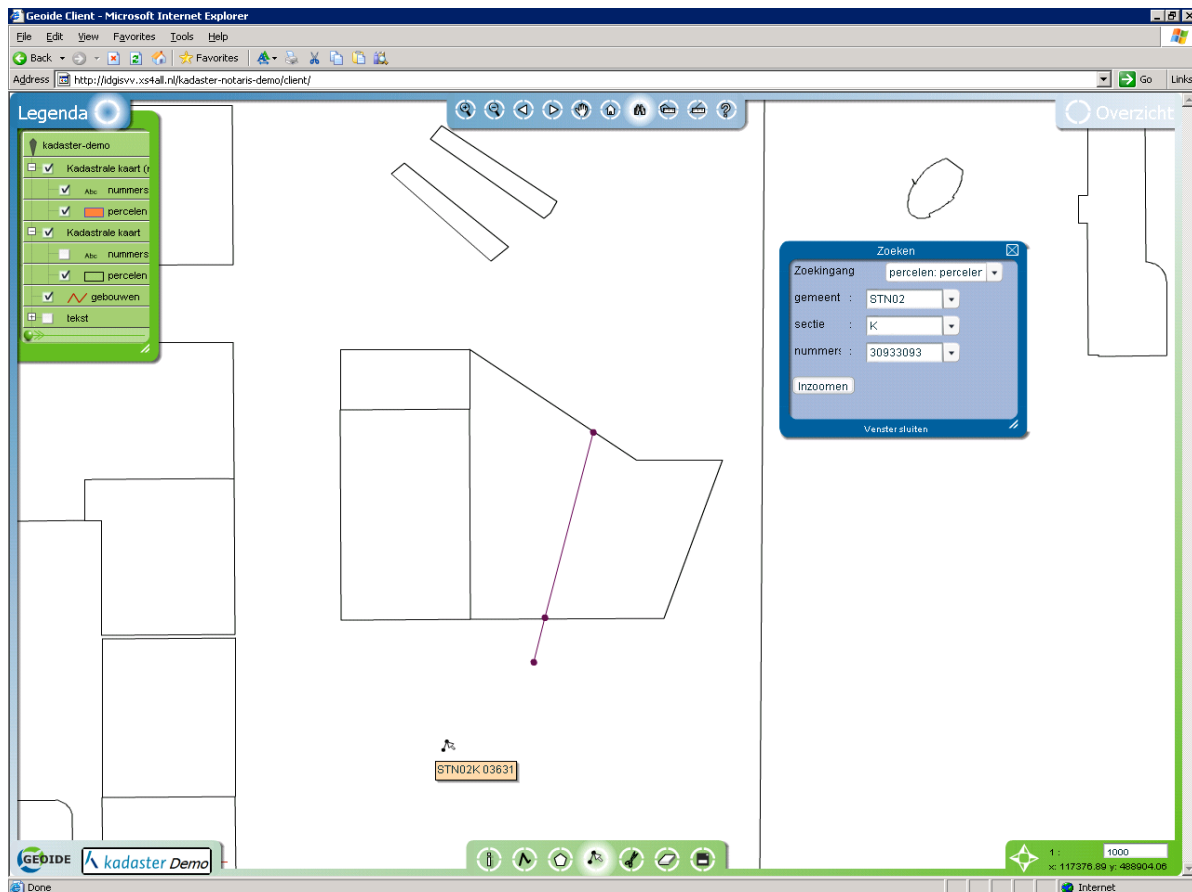 Geoide Client - Microsoft Internet Explorer
File Edit View Favorites Tools Help
Back Favorites
Address http://idgisvv.xs4all.nl/kadaster-notaris-demo/client/ Go Links
Legenda
Overzicht
kadaster-demo
Kadastrale kaart (r
Abc nummers
percelen
Kadastrale kaart
Abc nummers
percelen
gebouwen
tekst
Zoeken
Zoekingang percelen: perceler
gemeent : STN02
sectie : K
nummers : 30933093
Inzoomen
Venster sluiten
STN02K 03631
GEOIDE kadaster Demo
1 : 1000
x: 117376.89 y: 488904.06
Done Internet